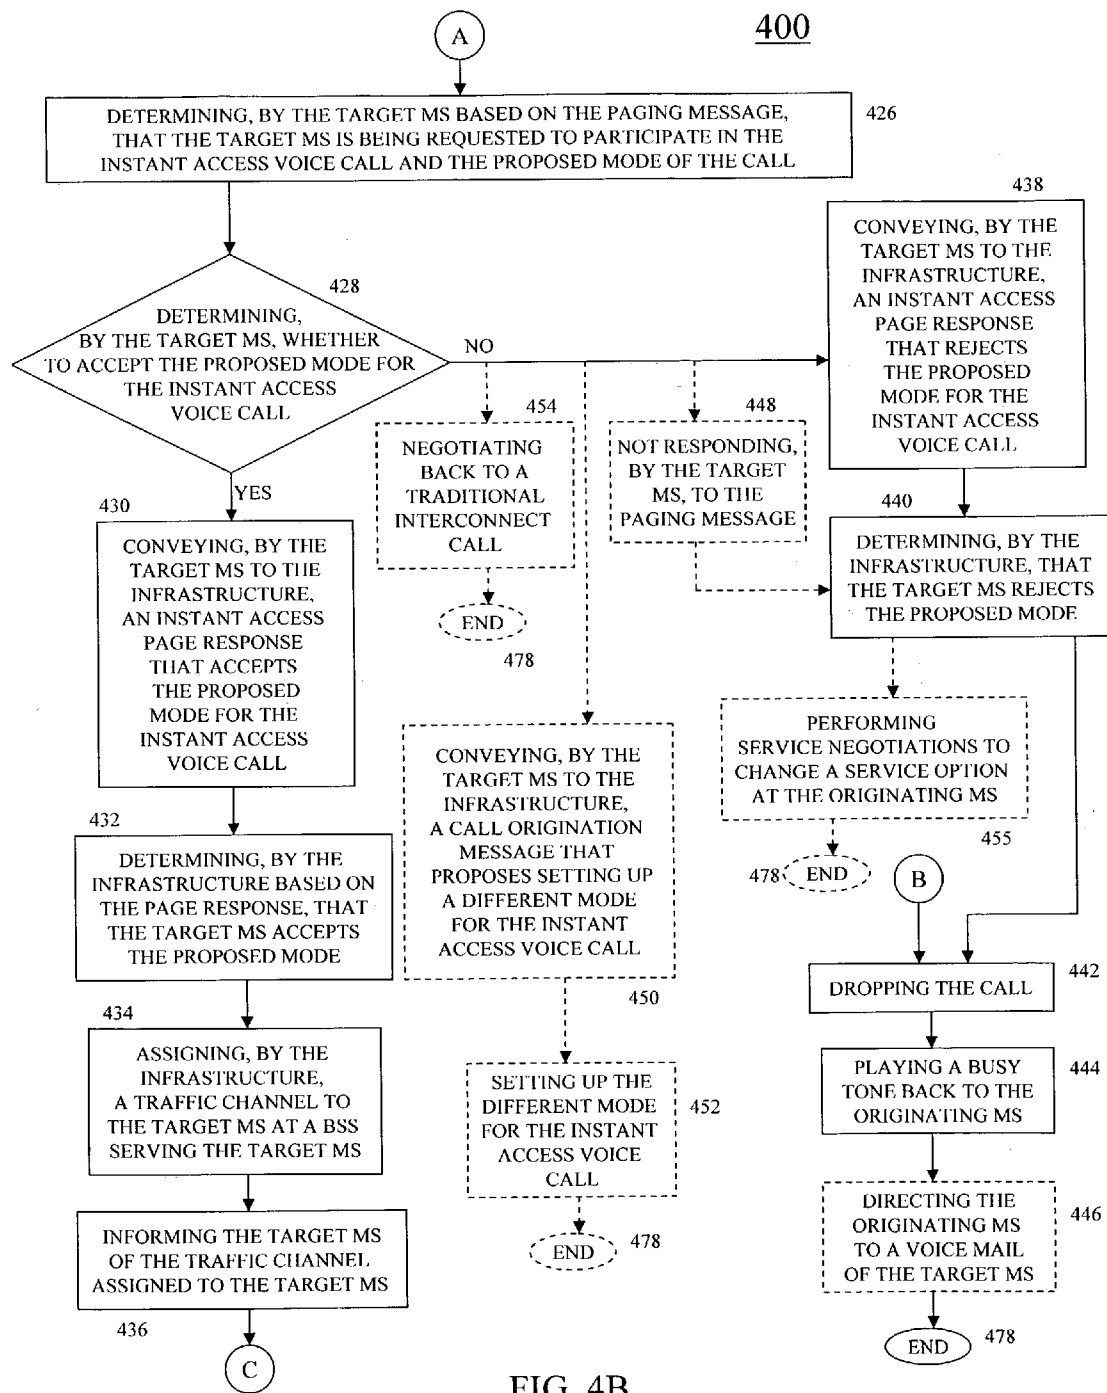 400
A
DETERMINING, BY THE TARGET MS BASED ON THE PAGING MESSAGE,
THAT THE TARGET MS IS BEING REQUESTED TO PARTICIPATE IN THE
INSTANT ACCESS VOICE CALL AND THE PROPOSED MODE OF THE CALL
426
428
DETERMINING,
BY THE TARGET MS, WHETHER
TO ACCEPT THE PROPOSED MODE FOR
THE INSTANT ACCESS
VOICE CALL
NO
YES
438
CONVEYING, BY THE
TARGET MS TO THE
INFRASTRUCTURE,
AN INSTANT ACCESS
PAGE RESPONSE
THAT REJECTS
THE PROPOSED
MODE FOR THE
INSTANT ACCESS
VOICE CALL
454
NEGOTIATING
BACK TO A
TRADITIONAL
INTERCONNECT
CALL
END
478
448
NOT RESPONDING,
BY THE TARGET
MS, TO THE
PAGING MESSAGE
440
DETERMINING, BY THE
INFRASTRUCTURE, THAT
THE TARGET MS REJECTS
THE PROPOSED MODE
430
CONVEYING, BY THE
TARGET MS TO THE
INFRASTRUCTURE,
AN INSTANT ACCESS
PAGE RESPONSE
THAT ACCEPTS
THE PROPOSED
MODE FOR THE
INSTANT ACCESS
VOICE CALL
432
DETERMINING, BY THE
INFRASTRUCTURE BASED ON
THE PAGE RESPONSE, THAT
THE TARGET MS ACCEPTS
THE PROPOSED MODE
434
ASSIGNING, BY THE
INFRASTRUCTURE,
A TRAFFIC CHANNEL TO
THE TARGET MS AT A BSS
SERVING THE TARGET MS
INFORMING THE TARGET MS
OF THE TRAFFIC CHANNEL
ASSIGNED TO THE TARGET MS
436
C
CONVEYING, BY THE
TARGET MS TO THE
INFRASTRUCTURE,
A CALL ORIGINATION
MESSAGE THAT
PROPOSES SETTING UP
A DIFFERENT MODE
FOR THE INSTANT
ACCESS VOICE CALL
450
SETTING UP THE
DIFFERENT MODE
FOR THE INSTANT
ACCESS VOICE
CALL
452
END
478
PERFORMING
SERVICE NEGOTIATIONS TO
CHANGE A SERVICE OPTION
AT THE ORIGINATING MS
455
478
END
B
DROPPING THE CALL
442
PLAYING A BUSY
TONE BACK TO THE
ORIGINATING MS
444
DIRECTING THE
ORIGINATING MS
TO A VOICE MAIL
OF THE TARGET MS
446
END
478
FIG. 4B